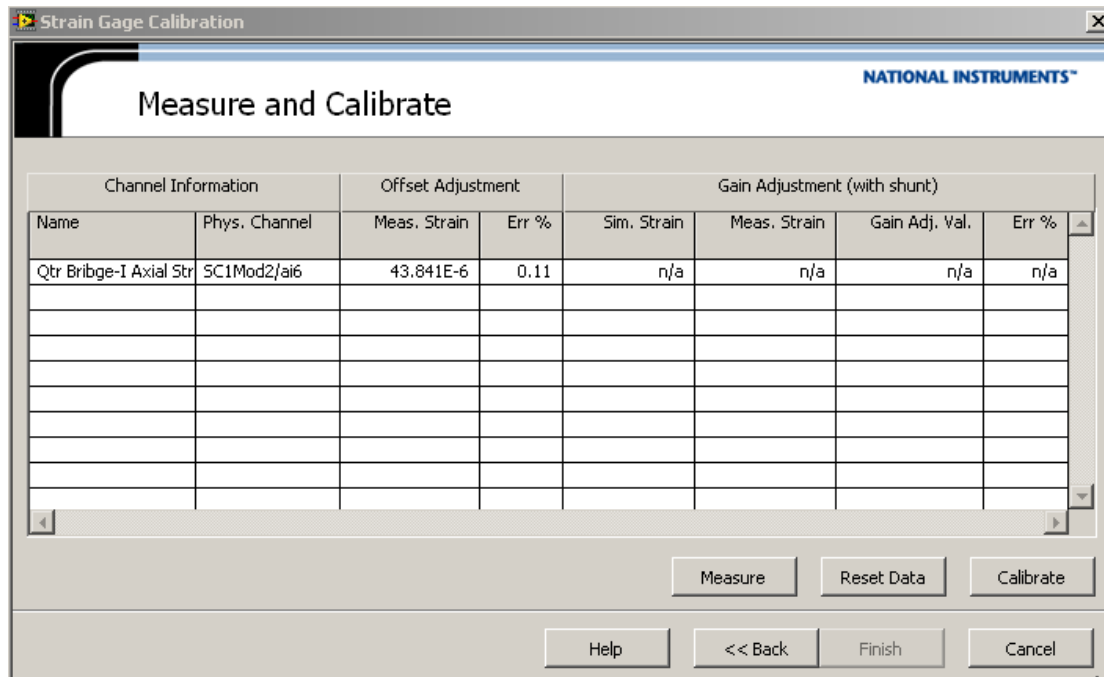 Strain Gage Calibration
NATIONAL INSTRUMENTS™
Measure and Calibrate
Channel Information Offset Adjustment Gain Adjustment (with shunt)
Name Phys. Channel Meas. Strain Err % Sim. Strain Meas. Strain Gain Adj. Val. Err %
Qtr Bribge-I Axial Str SC1Mod2/ai6 43.841E-6 0.11 n/a n/a n/a n/a
Measure Reset Data Calibrate
Help << Back Finish Cancel